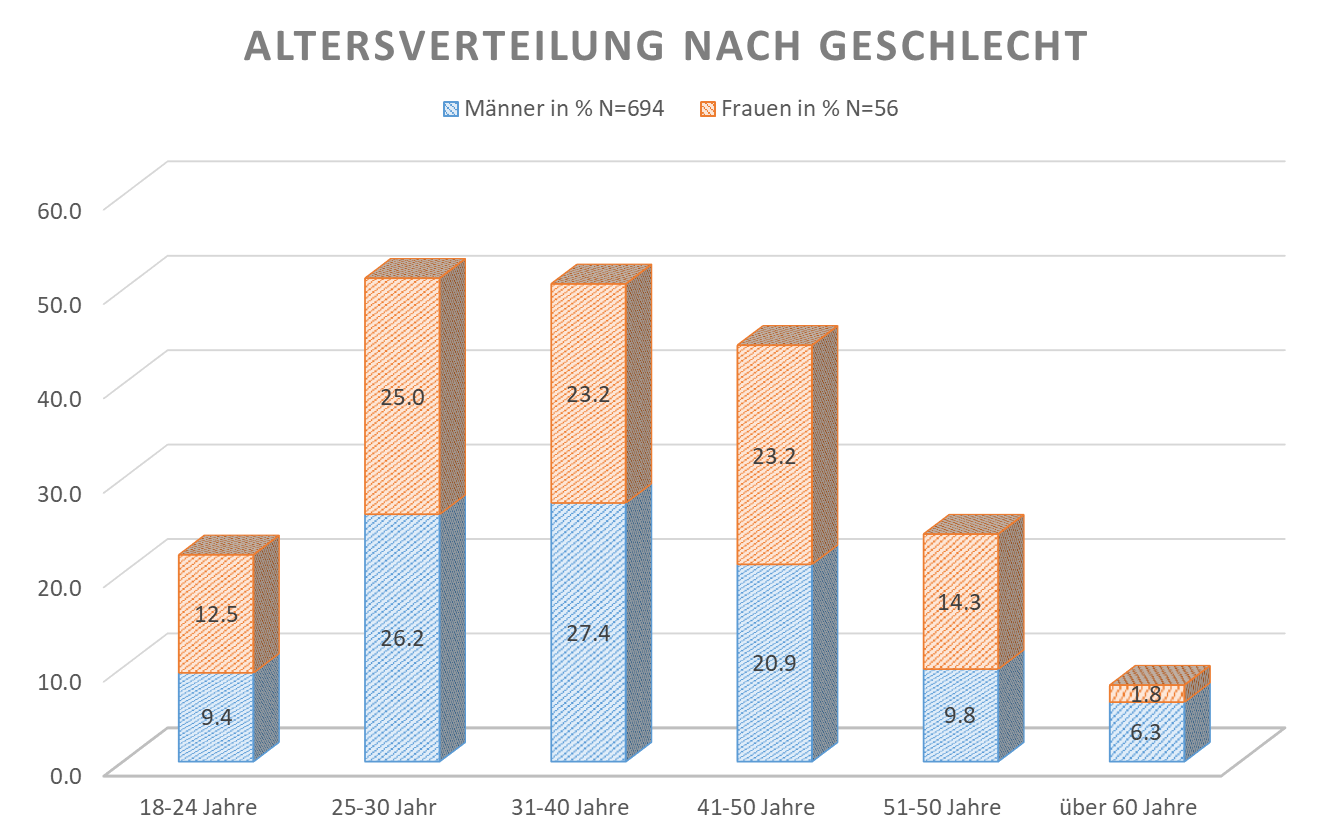 ALTERSVERTEILUNG NACH GESCHLECHT
Männer in % N=694 Frauen in % N=56
60.0
50.0
40.0
30.0
20.0
10.0
0.0
25.0 23.2 23.2
12.5 14.3 1.8
9.4 26.2 27.4 20.9 9.8 6.3
18-24 Jahre 25-30 Jahr 31-40 Jahre 41-50 Jahre 51-50 Jahre über 60 Jahre